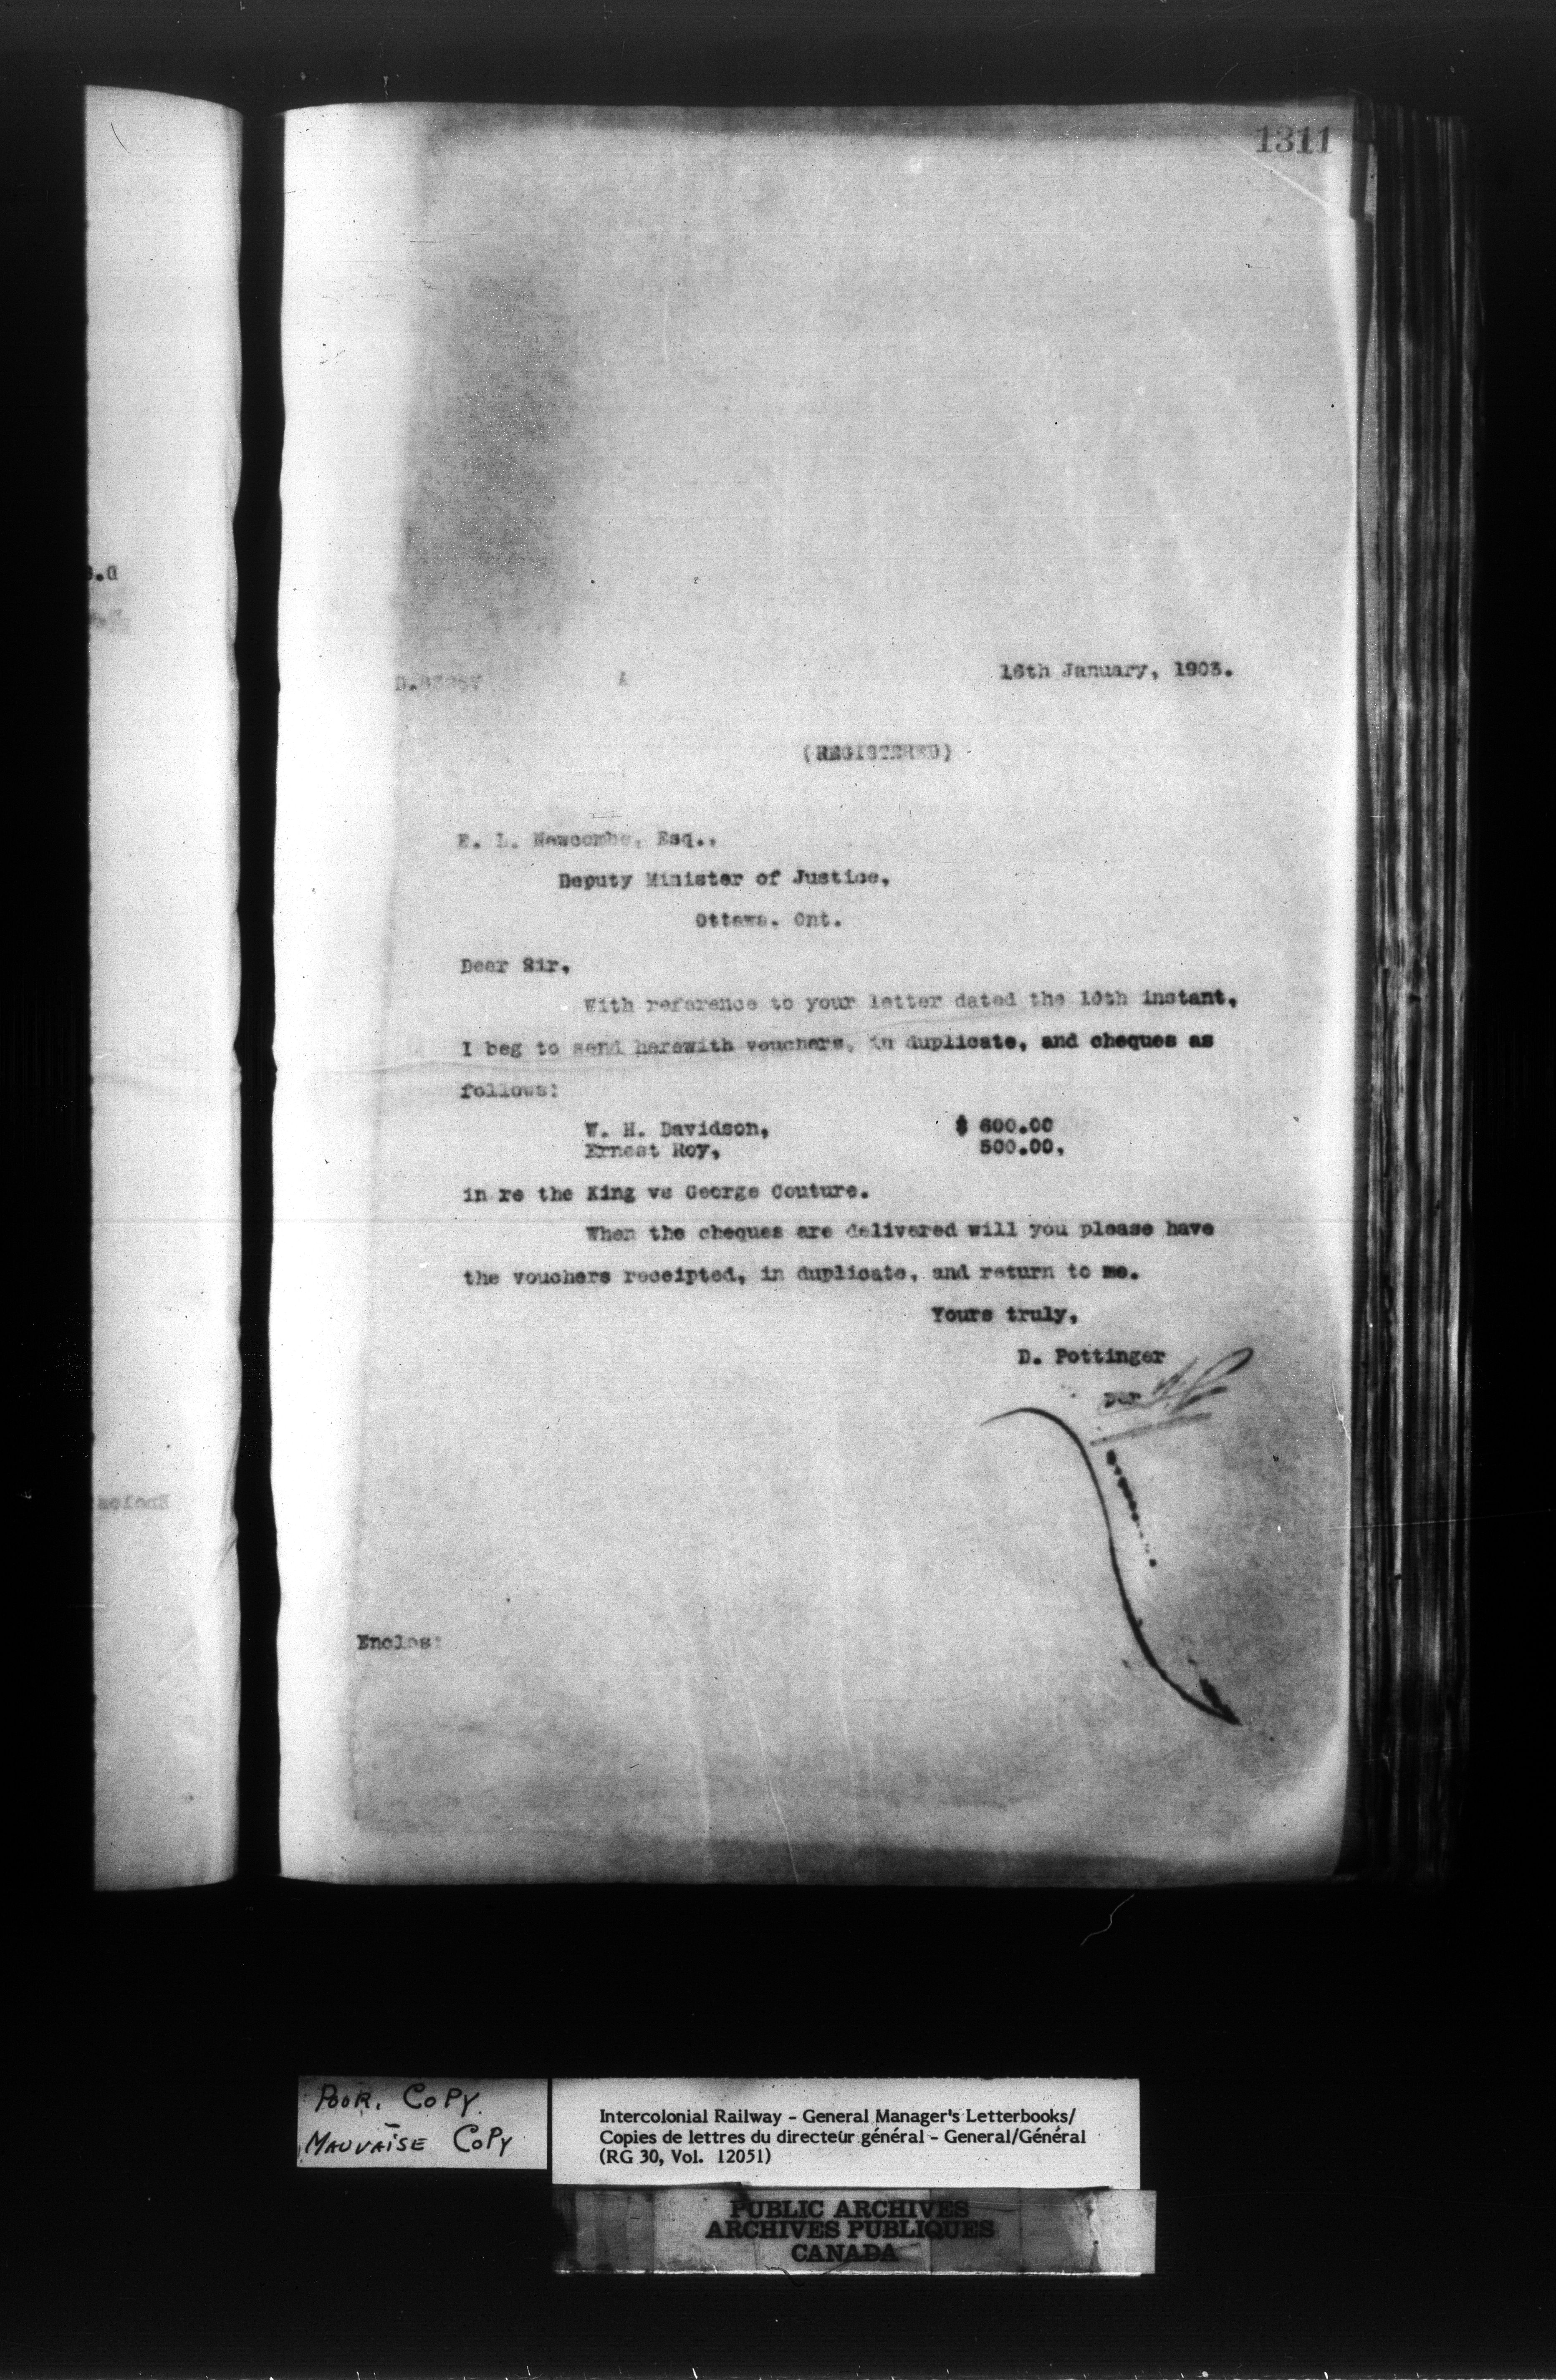 1311
16th January, 1903.
(REGISTERED)
E. L. Newcombe, Esq.,
Deputy Minister of Justice,
Ottawa. Ont.
Dear Sir,
With reference to your letter dated the 10th instant,
I beg to send herewith vouchers, in duplicate, and cheques as
follows:
W. H. Davidson, $ 600.00
Ernest Roy, 500.00,
in re the King vs George Couture.
When the cheques are delivered will you please have
the vouchers receipted, in duplicate, and return to me.
Yours truly,
D. Pottinger
Per
Enclos:
POOR. COPY.
MAUVAISE COPY
Intercolonial Railway - General Manager's Letterbooks/
Copies de lettres du directeur général - General/Général
(RG 30, Vol. 12051)
PUBLIC ARCHIVES
ARCHIVES PUBLIQUES
CANADA